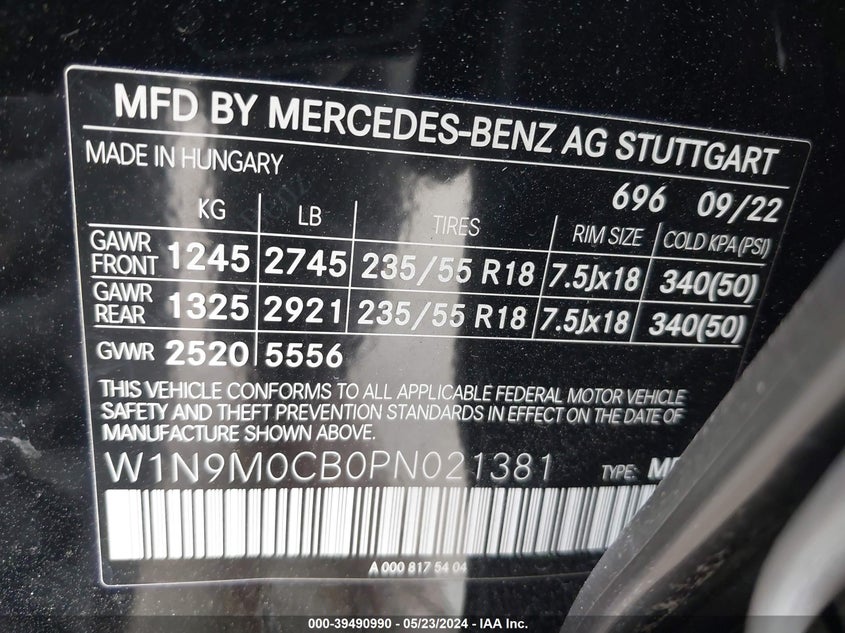 MFD BY MERCEDES-BENZ AG STUTTGART
MADE IN HUNGARY
696 09/22
KG LB TIRES RIM SIZE COLD KPA(PSI)
GAWR FRONT 1245 2745 235/55 R18 7.5Jx18 340(50)
GAWR REAR 1325 2921 235/55 R18 7.5Jx18 340(50)
GVWR 2520 5556
THIS VEHICLE CONFORMS TO ALL APPLICABLE FEDERAL MOTOR VEHICLE
SAFETY AND THEFT PREVENTION STANDARDS IN EFFECT ON THE DATE OF
MANUFACTURE SHOWN ABOVE.
W1N9M0CB0PN021381 TYPE:
A 000 817 54 04
000-39490990 - 05/23/2024 - IAA Inc.